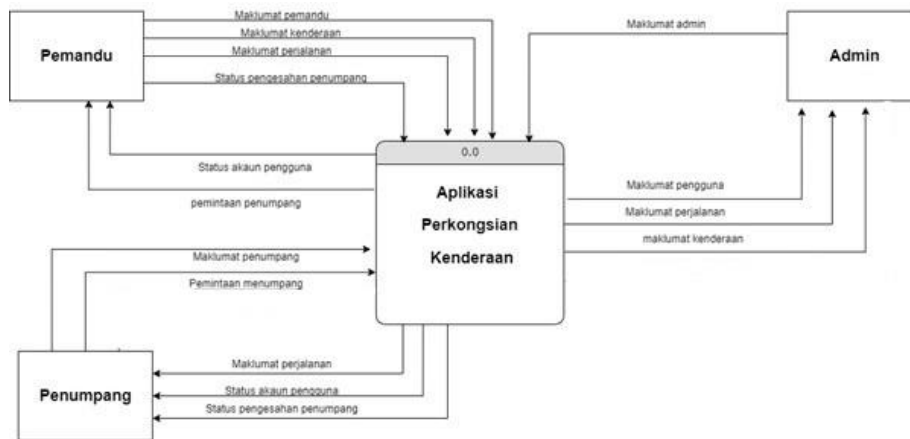 Maklumat pemandu
Maklumat kenderaan
Maklumat perjalanan
Status pengesahan penumpang
Pemandu
Maklumat admin
Admin
Status akaun pengguna
pemintaan penumpang
0.0
Aplikasi
Perkongsian
Kenderaan
Maklumat pengguna
Maklumat perjalanan
maklumat kenderaan
Maklumat penumpang
Pemintaan menumpang
Penumpang
Maklumat perjalanan
Status akaun pengguna
Status pengesahan penumpang